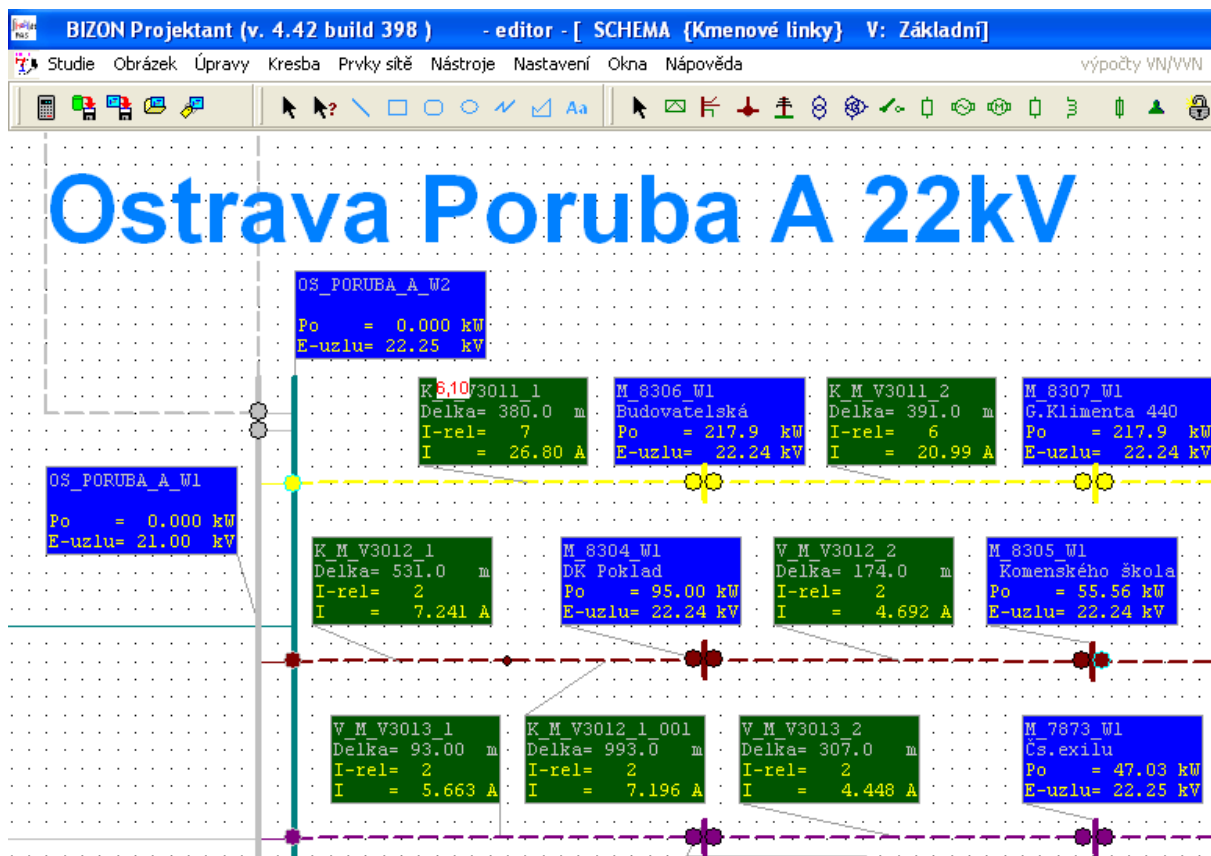 BIZON Projektant (v. 4.42 build 398 ) - editor - [ SCHEMA {Kmenové linky} V: Základní]
Studie Obrázek Úpravy Kresba Prvky sítě Nástroje Nastavení Okna Nápověda výpočty VN/VVN
Aa
Ostrava Poruba A 22kV
OS_PORUBA_A_W2
Po = 0.000 kW
E-uzlu= 22.25 kV
6,10
V3011_1
Delka= 380.0 m
I-rel= 7
I = 26.80 A
M_8306_W1
Budovatelská
Po = 217.9 kW
E-uzlu= 22.24 kV
K_M_V3011_2
Delka= 391.0 m
I-rel= 6
I = 20.99 A
M_8307_W1
G.Klimenta 440
Po = 217.9 kW
E-uzlu= 22.24 kV
OS_PORUBA_A_W1
Po = 0.000 kW
E-uzlu= 21.00 kV
K_M_V3012_1
Delka= 531.0 m
I-rel= 2
I = 7.241 A
M_8304_W1
DK Poklad
Po = 95.00 kW
E-uzlu= 22.24 kV
V_M_V3012_2
Delka= 174.0 m
I-rel= 2
I = 4.692 A
M_8305_W1
Komenského škola
Po = 55.56 kW
E-uzlu= 22.24 kV
V_M_V3013_1
Delka= 93.00 m
I-rel= 2
I = 5.663 A
K_M_V3012_1_001
Delka= 993.0 m
I-rel= 2
I = 7.196 A
V_M_V3013_2
Delka= 307.0 m
I-rel= 2
I = 4.448 A
M_7873_W1
Čs.exilu
Po = 47.03 kW
E-uzlu= 22.25 kV